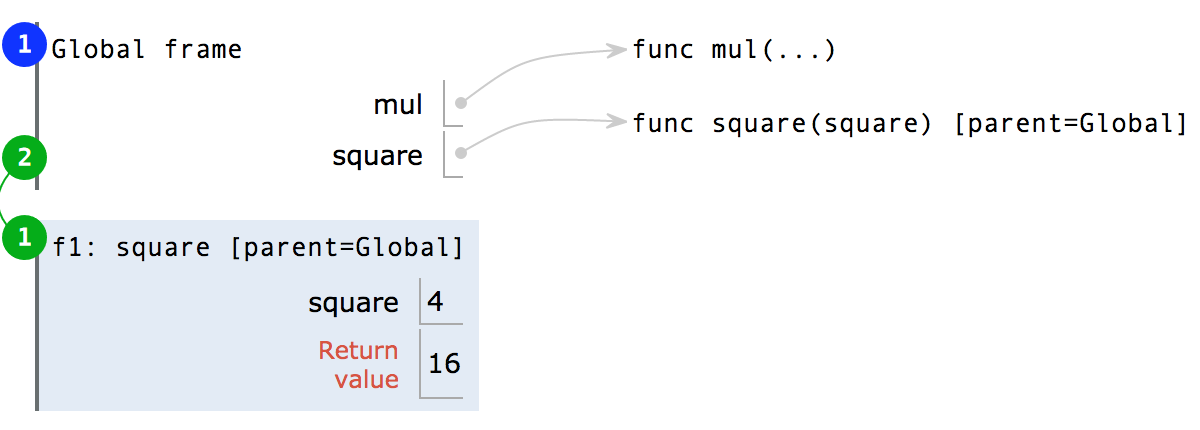 1 Global frame func mul(...)
mul
func square(square) [parent=Global]
2 square
1 f1: square [parent=Global]
square 4
Return
value 16